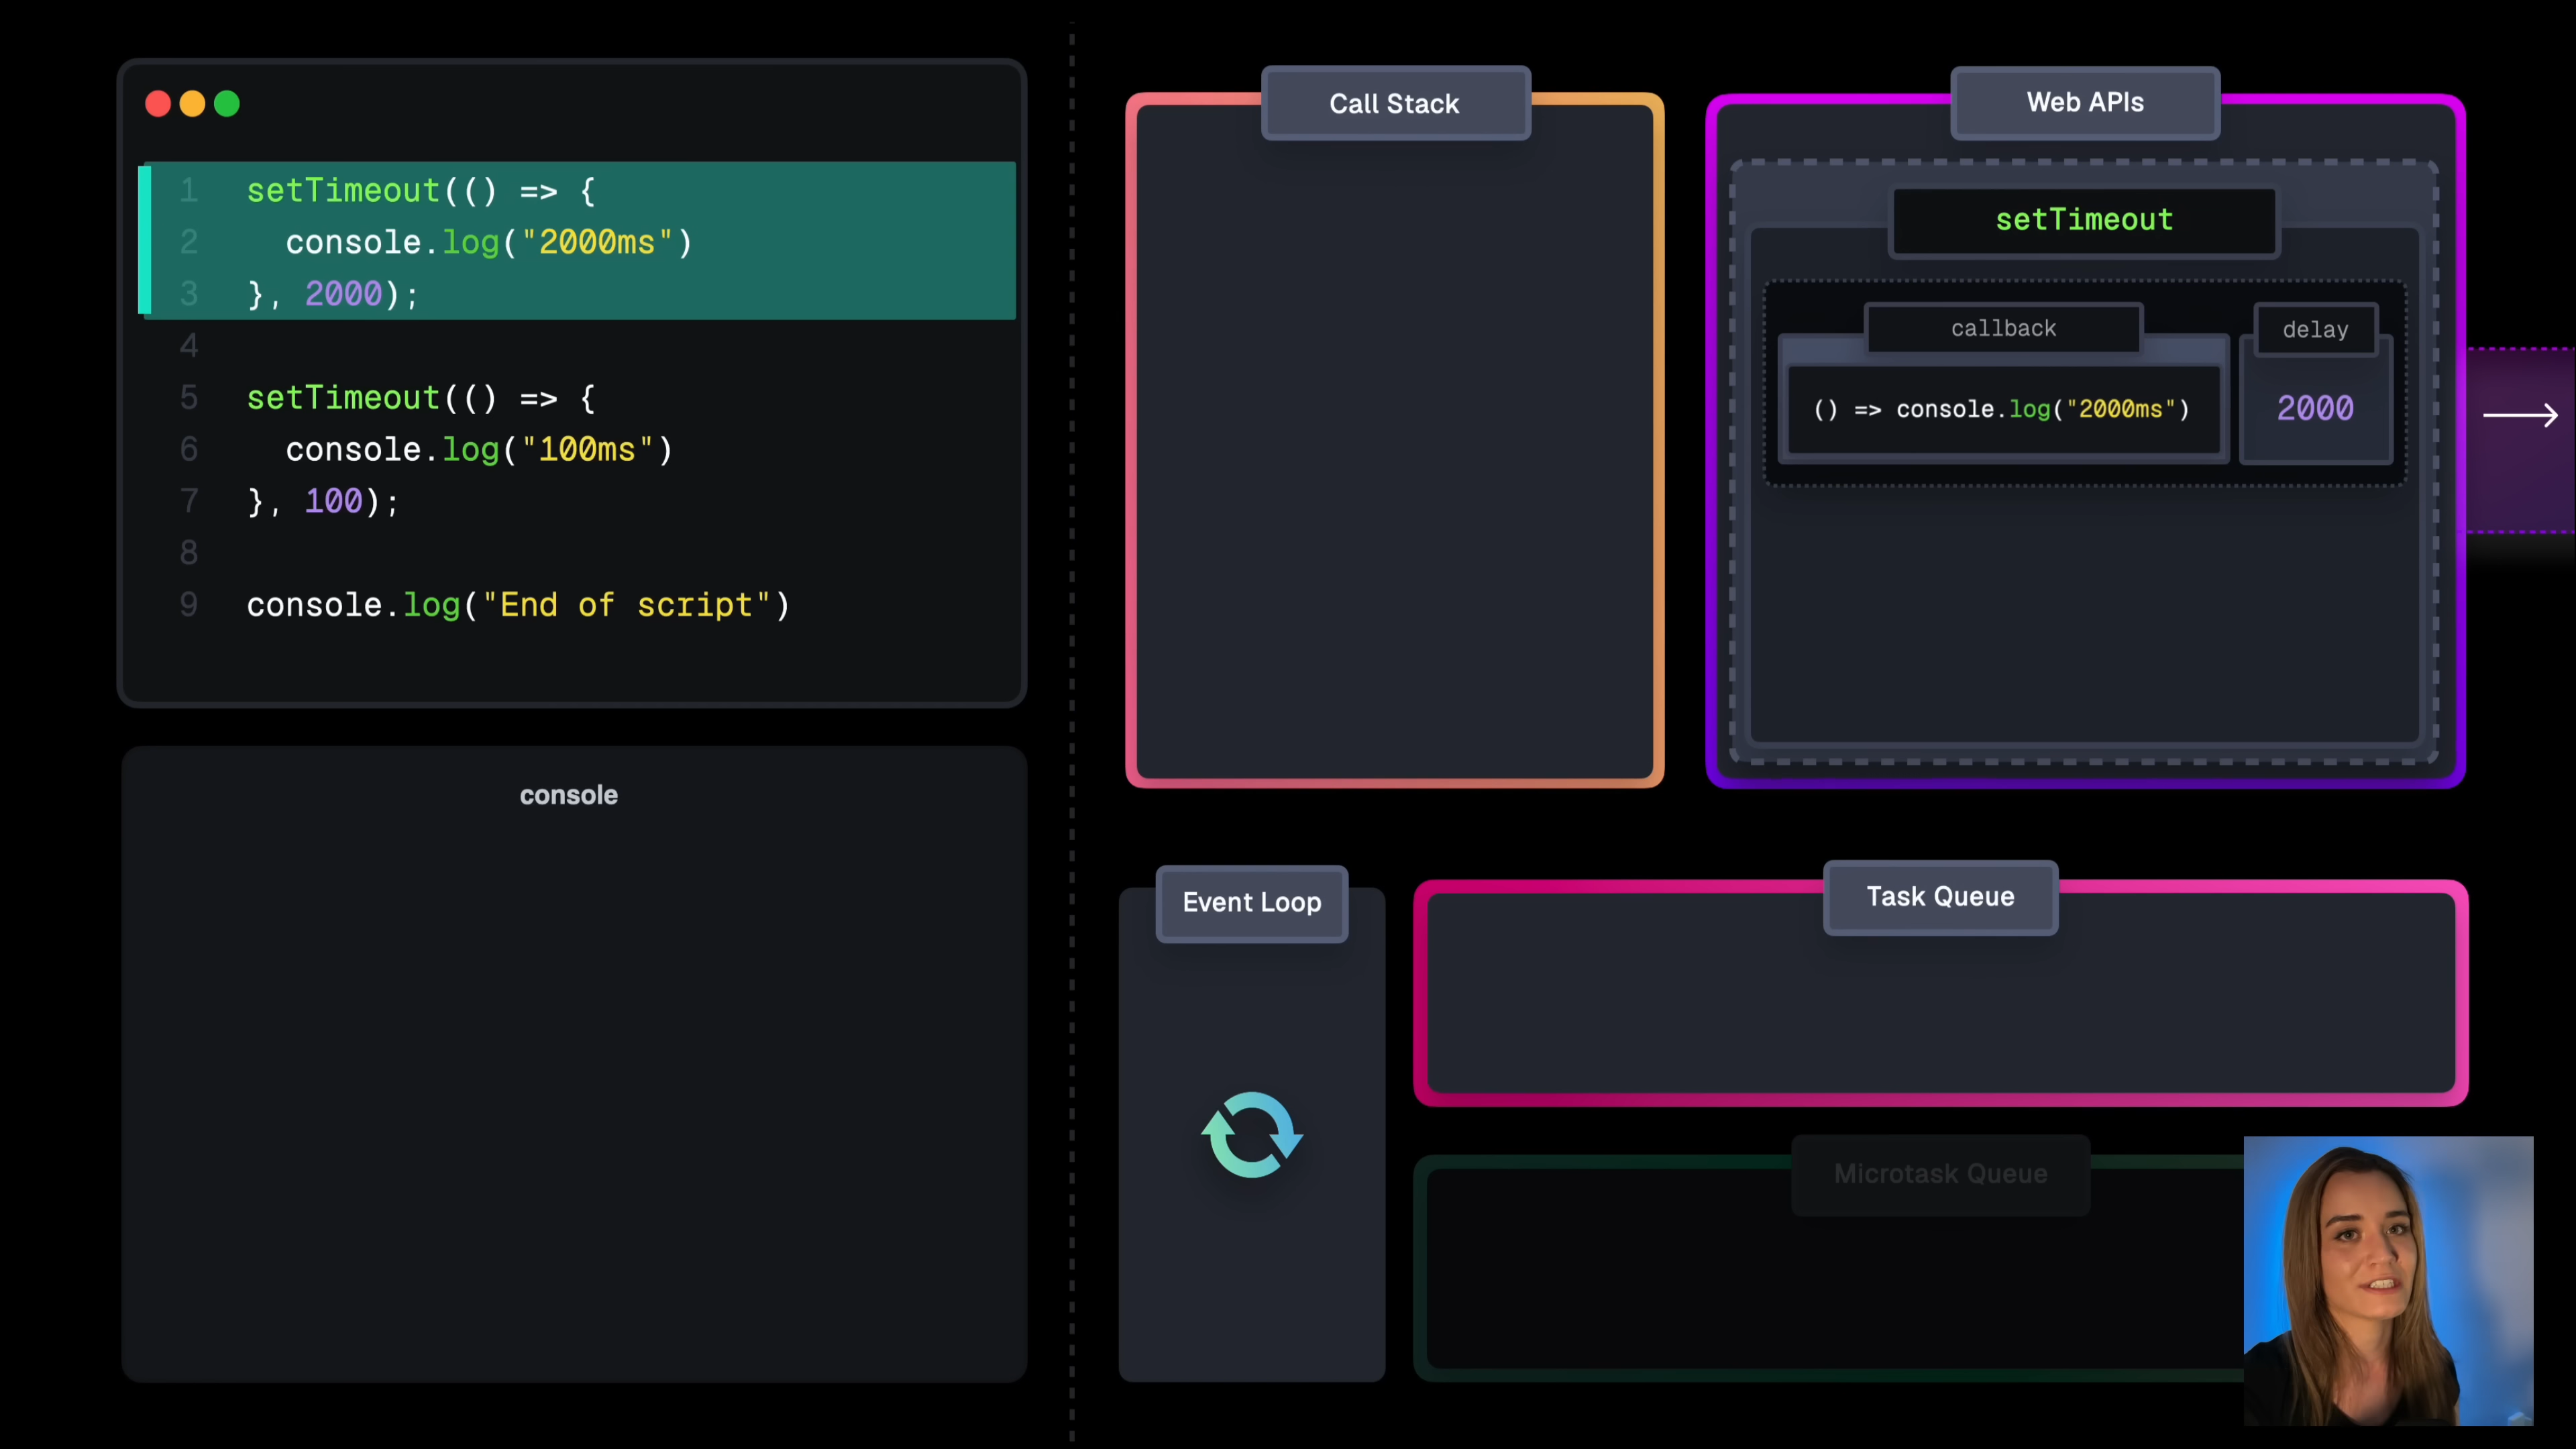 1 setTimeout(() => {
2 console.log("2000ms")
3 }, 2000);
4
5 setTimeout(() => {
6 console.log("100ms")
7 }, 100);
8
9 console.log("End of script")
console
Call Stack
Web APIs
setTimeout
callback
delay
() => console.log("2000ms")
2000
Event Loop
Task Queue
Microtask Queue